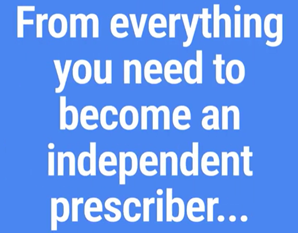 From everything
you need to
become an
independent
prescriber...